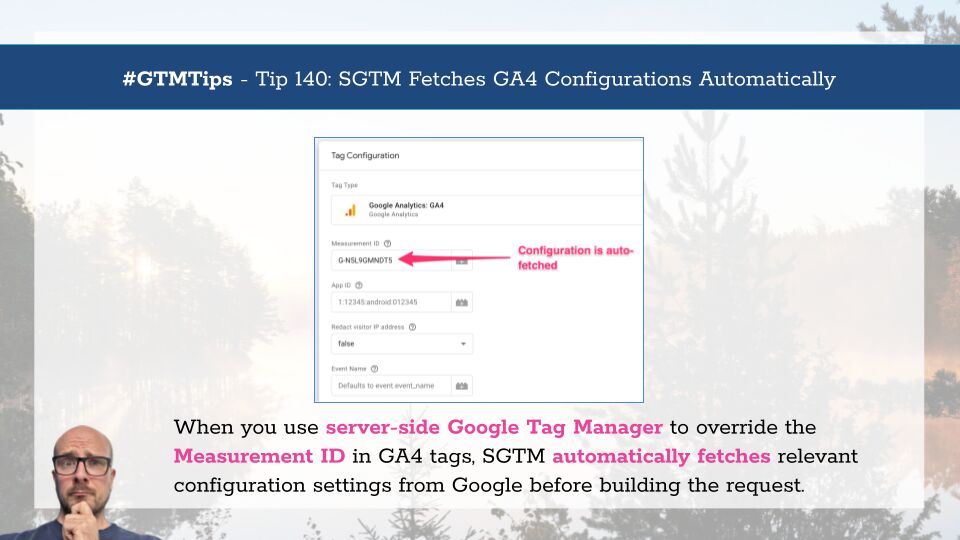 #GTMTips - Tip 140: SGTM Fetches GA4 Configurations Automatically
Tag Configuration
Tag Type
Google Analytics: GA4
Google Analytics
Measurement ID
G-N5L9GMNDT5
Configuration is auto-
fetched
App ID
1:12345:android:012345
Redact visitor IP address
false
Event Name
Defaults to event.event_name
When you use server-side Google Tag Manager to override the
Measurement ID in GA4 tags, SGTM automatically fetches relevant
configuration settings from Google before building the request.